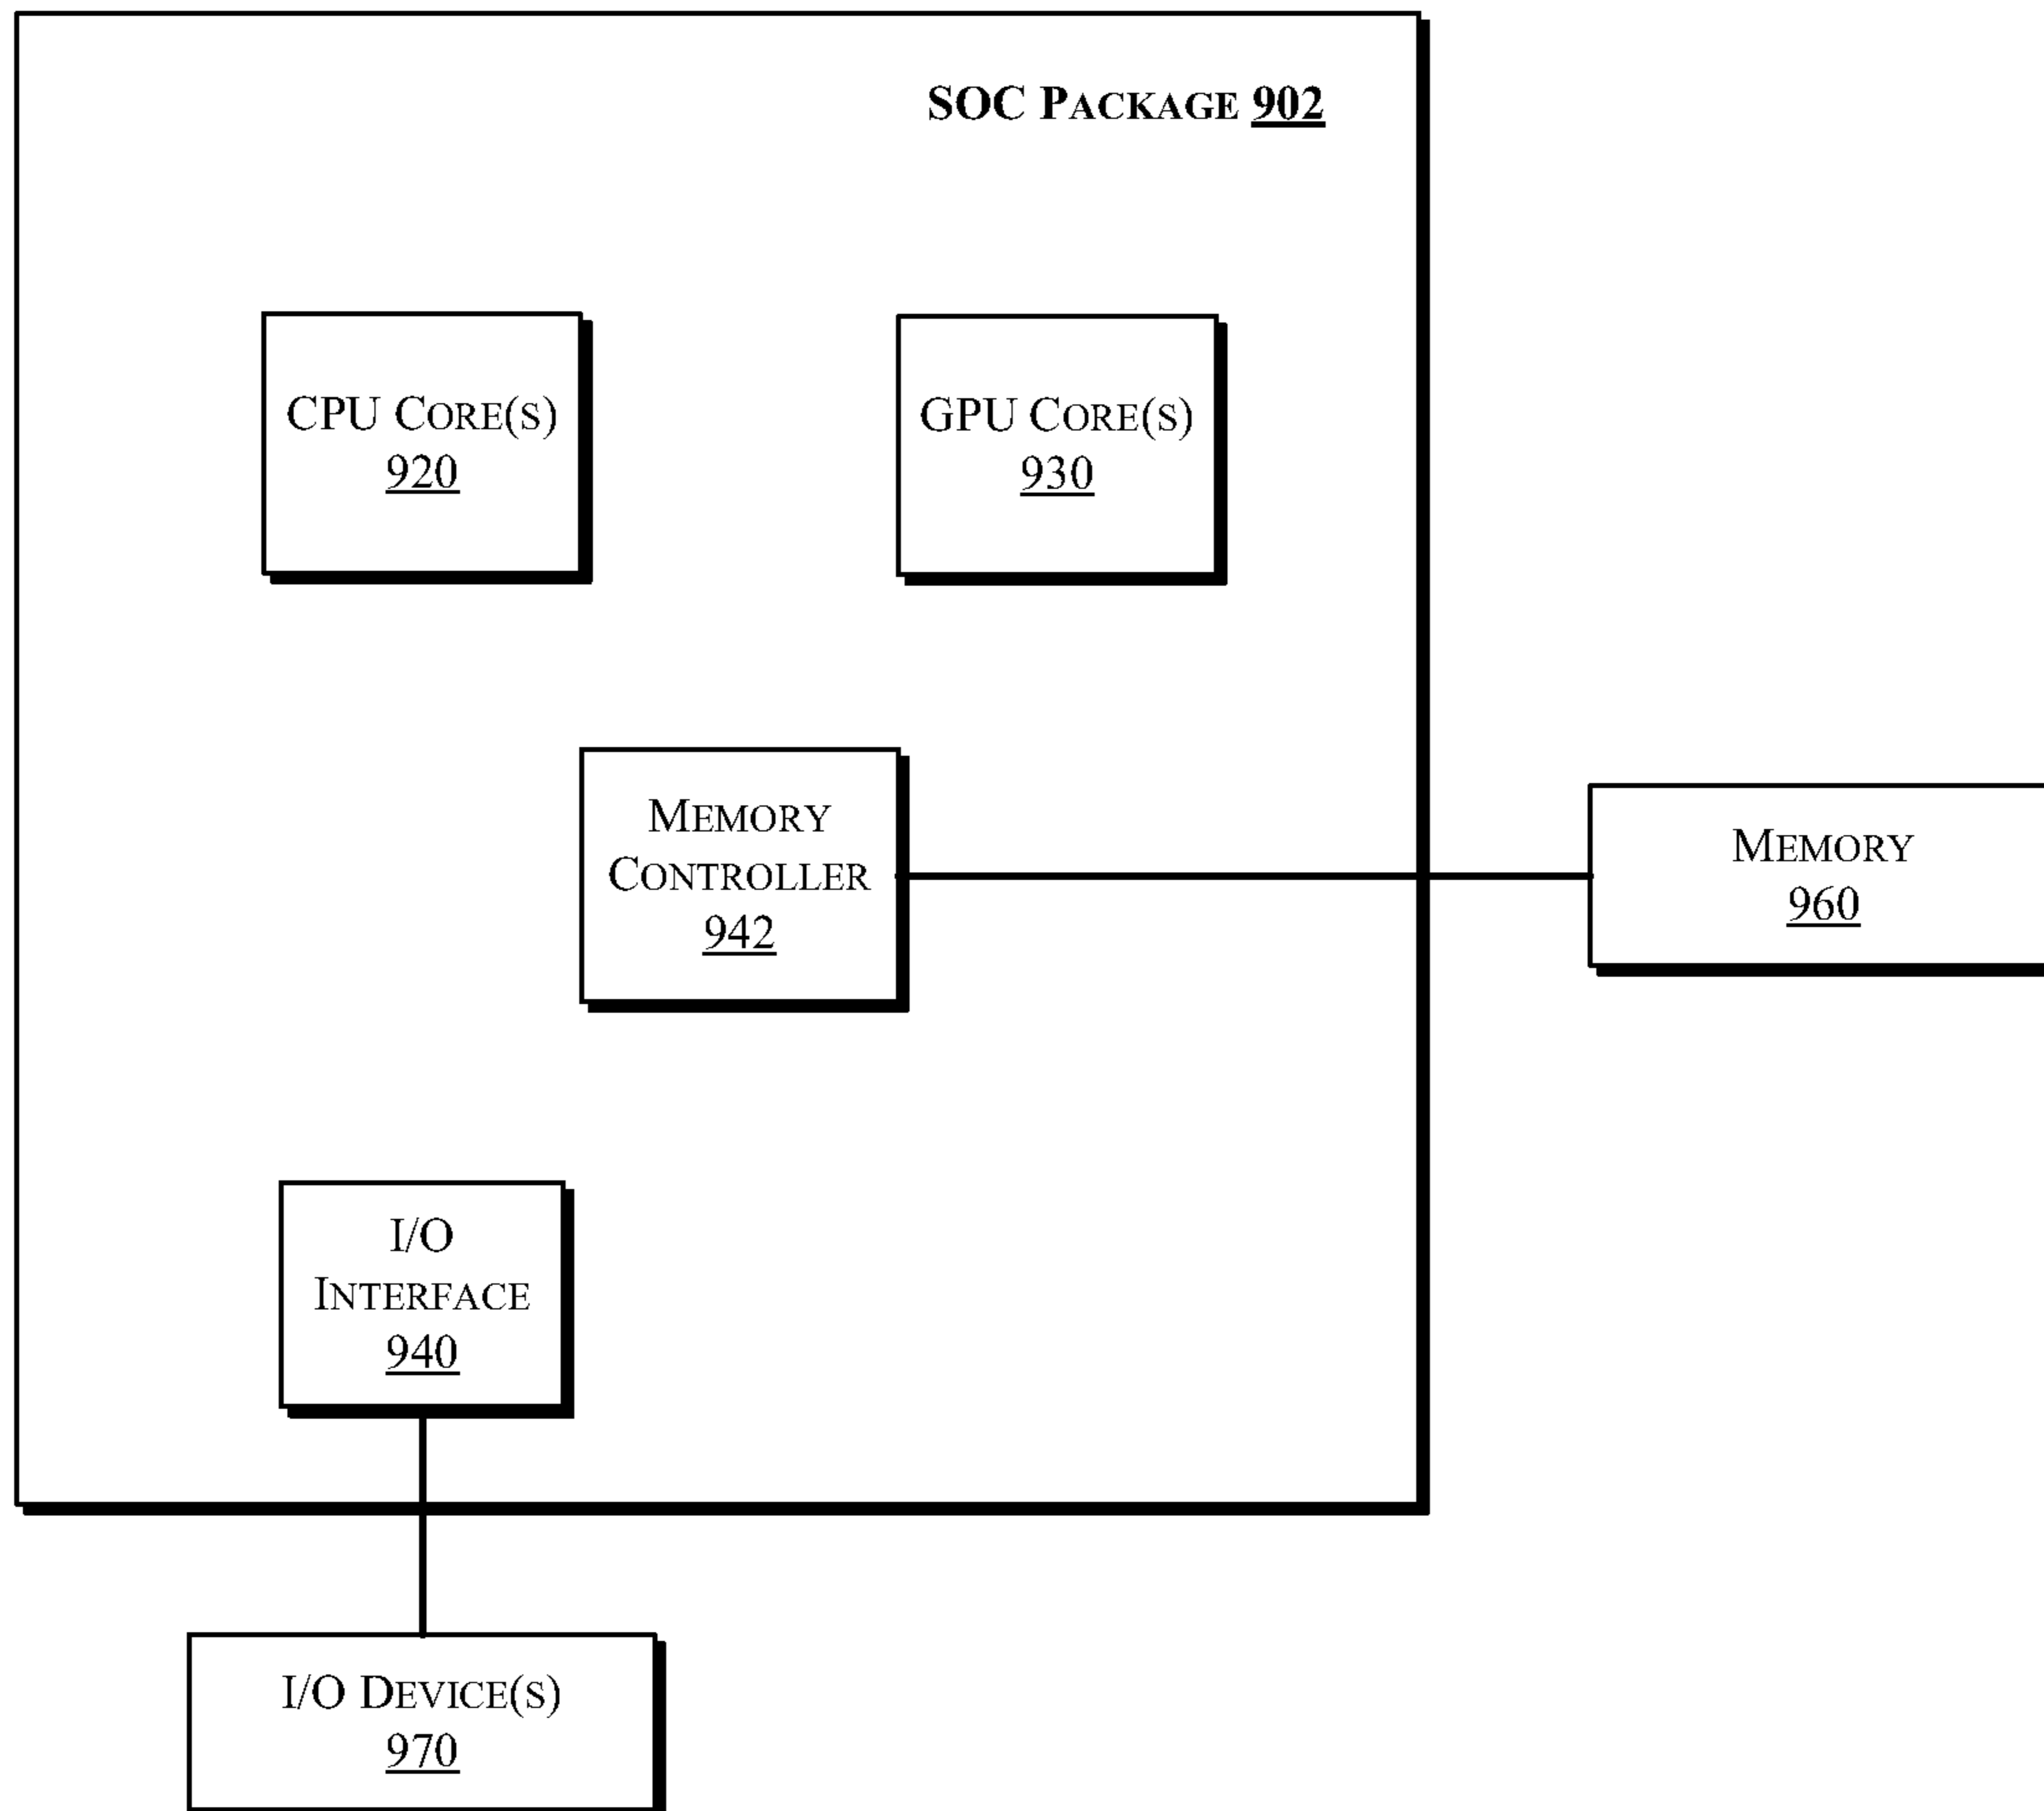 SOC PACKAGE 902
CPU CORE(S)
920
GPU CORE(S)
930
MEMORY
CONTROLLER
942
MEMORY
960
I/O
INTERFACE
940
I/O DEVICE(S)
970